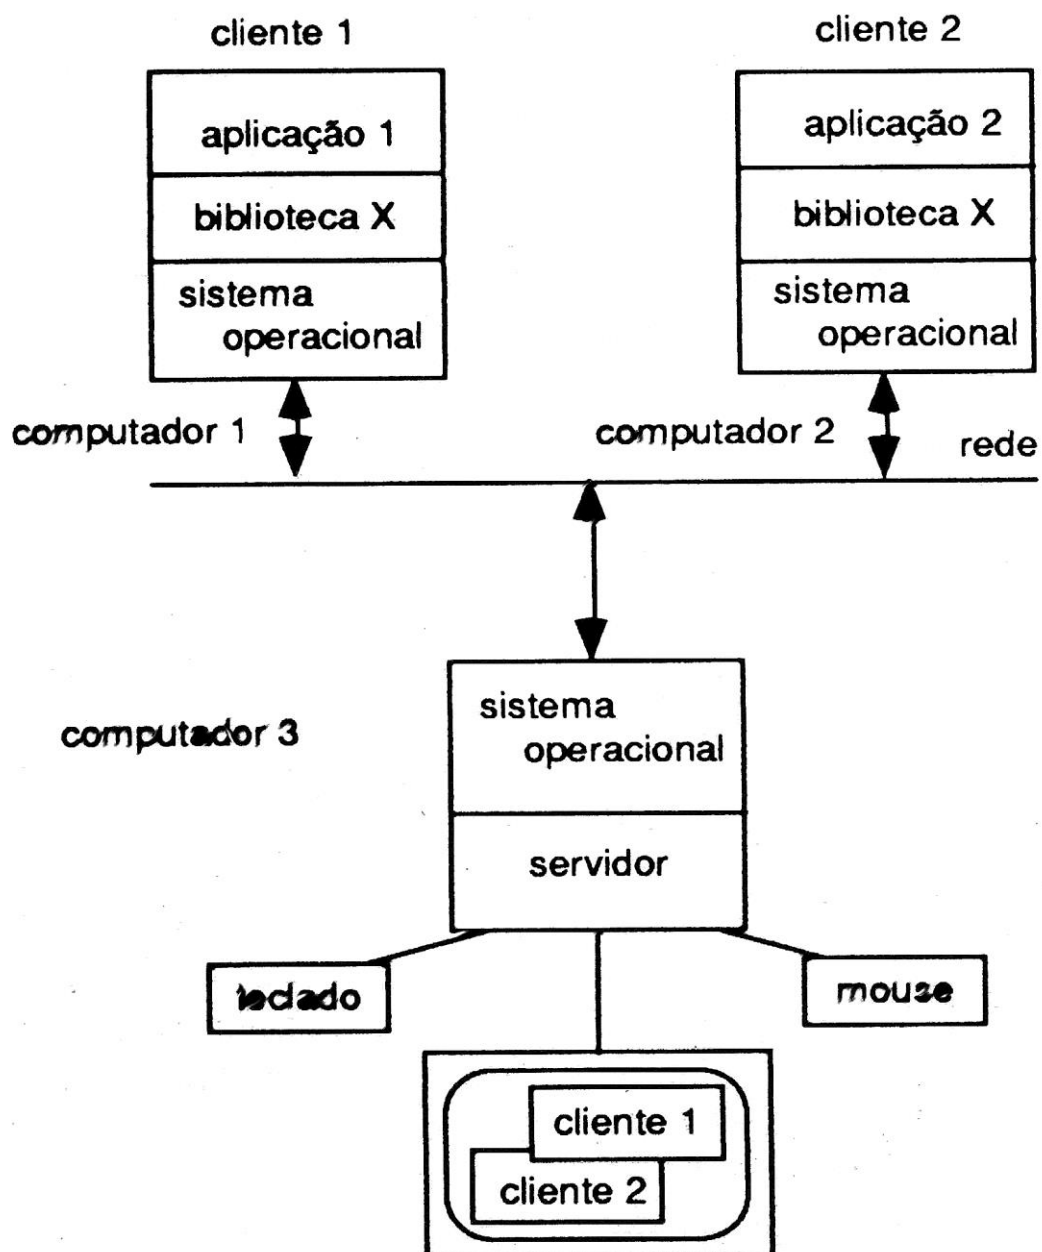 cliente 1
cliente 2
aplicação 1
aplicação 2
biblioteca X
biblioteca X
sistema
operacional
sistema
operacional
computador 1
computador 2
rede
sistema
operacional
computador 3
servidor
teclado
mouse
cliente 1
cliente 2